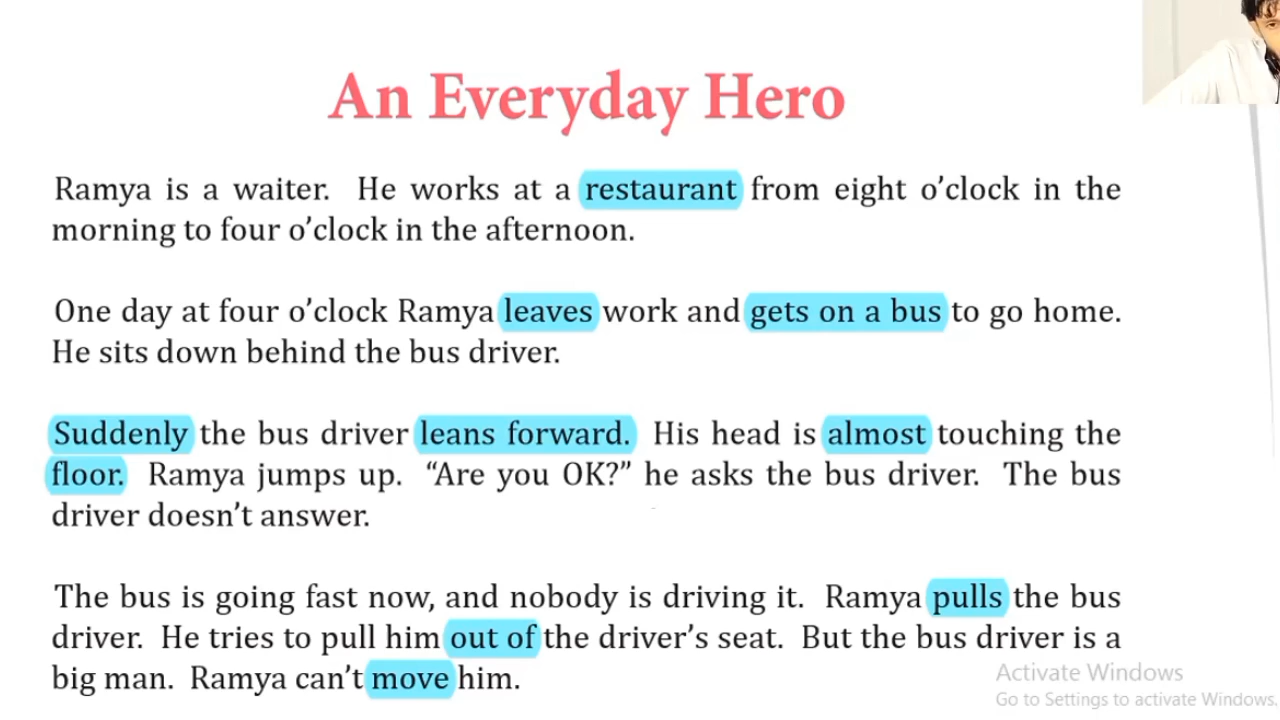 An Everyday Hero
Ramya is a waiter. He works at a restaurant from eight o’clock in the
morning to four o’clock in the afternoon.
One day at four o’clock Ramya leaves work and gets on a bus to go home.
He sits down behind the bus driver.
Suddenly the bus driver leans forward. His head is almost touching the
floor. Ramya jumps up. “Are you OK?” he asks the bus driver. The bus
driver doesn’t answer.
The bus is going fast now, and nobody is driving it. Ramya pulls the bus
driver. He tries to pull him out of the driver’s seat. But the bus driver is a
big man. Ramya can’t move him.
Activate Windows
Go to Settings to activate Windows.